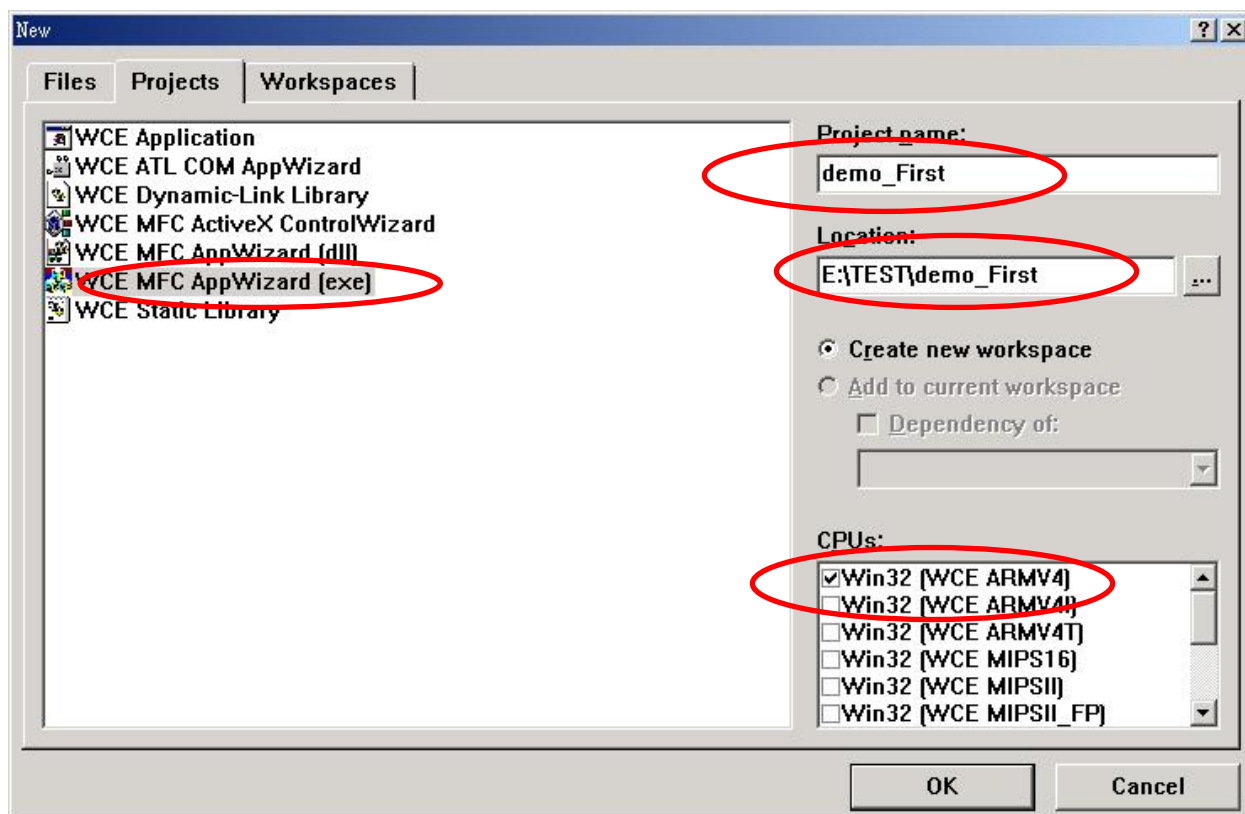 New
Files Projects Workspaces
WCE Application
WCE ATL COM AppWizard
WCE Dynamic-Link Library
WCE MFC ActiveX ControlWizard
WCE MFC AppWizard (dll)
WCE MFC AppWizard (exe)
WCE Static Library
Project name:
demo_First
Location:
E:\TEST\demo_First
...
Create new workspace
Add to current workspace
Dependency of:
CPUs:
Win32 (WCE ARMV4)
Win32 (WCE ARMV4I)
Win32 (WCE ARMV4T)
Win32 (WCE MIPS16)
Win32 (WCE MIPSII)
Win32 (WCE MIPSII_FP)
OK Cancel